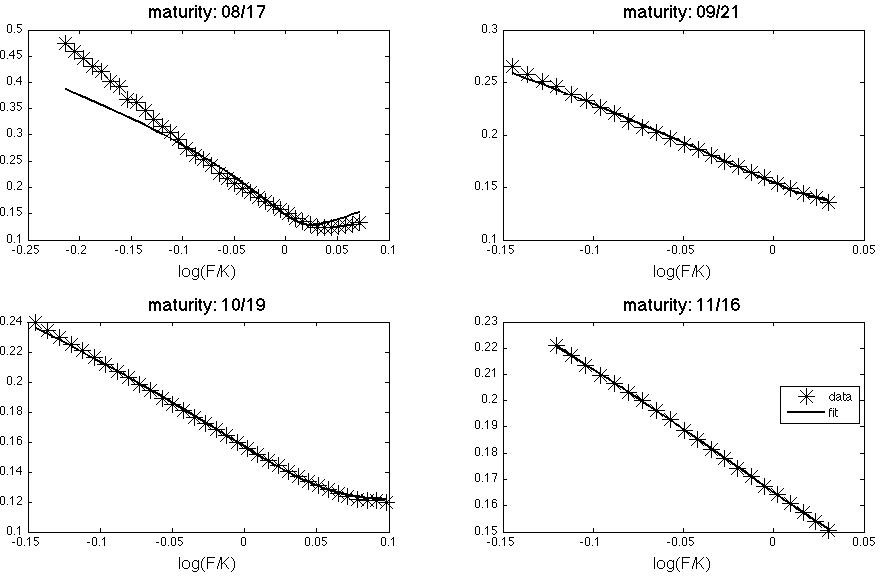 maturity: 08/17
0.5
0.45
0.4
0.35
0.3
0.25
0.2
0.15
0.1
-0.25 -0.2 -0.15 -0.1 -0.05 0 0.05 0.1
log(F/K)
maturity: 09/21
0.3
0.25
0.2
0.15
0.1
-0.15 -0.1 -0.05 0 0.05
log(F/K)
maturity: 10/19
0.24
0.22
0.2
0.18
0.16
0.14
0.12
0.1
-0.15 -0.1 -0.05 0 0.05 0.1
log(F/K)
maturity: 11/16
0.23
0.22
0.21
0.2
0.19
0.18
0.17
0.16
0.15
-0.15 -0.1 -0.05 0 0.05
log(F/K)
data
fit